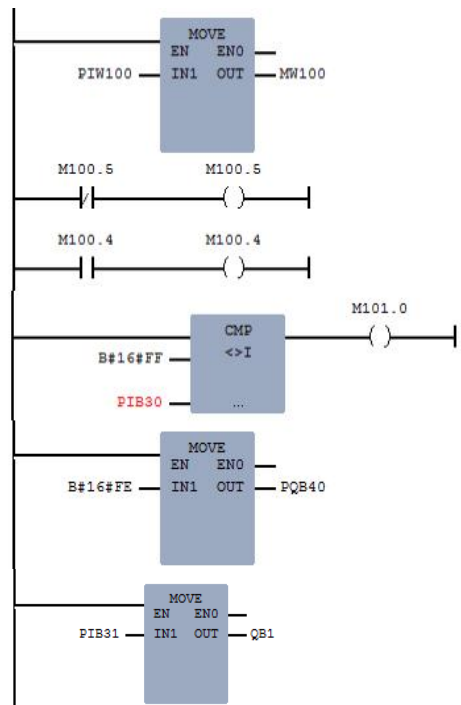 MOVE
EN ENO
PIW100 IN1 OUT MW100
M100.5 M100.5
M100.4 M100.4
M101.0
CMP
<>I
B#16#FF
PIB30 ...
MOVE
EN ENO
B#16#FE IN1 OUT PQB40
MOVE
EN ENO
PIB31 IN1 OUT QB1